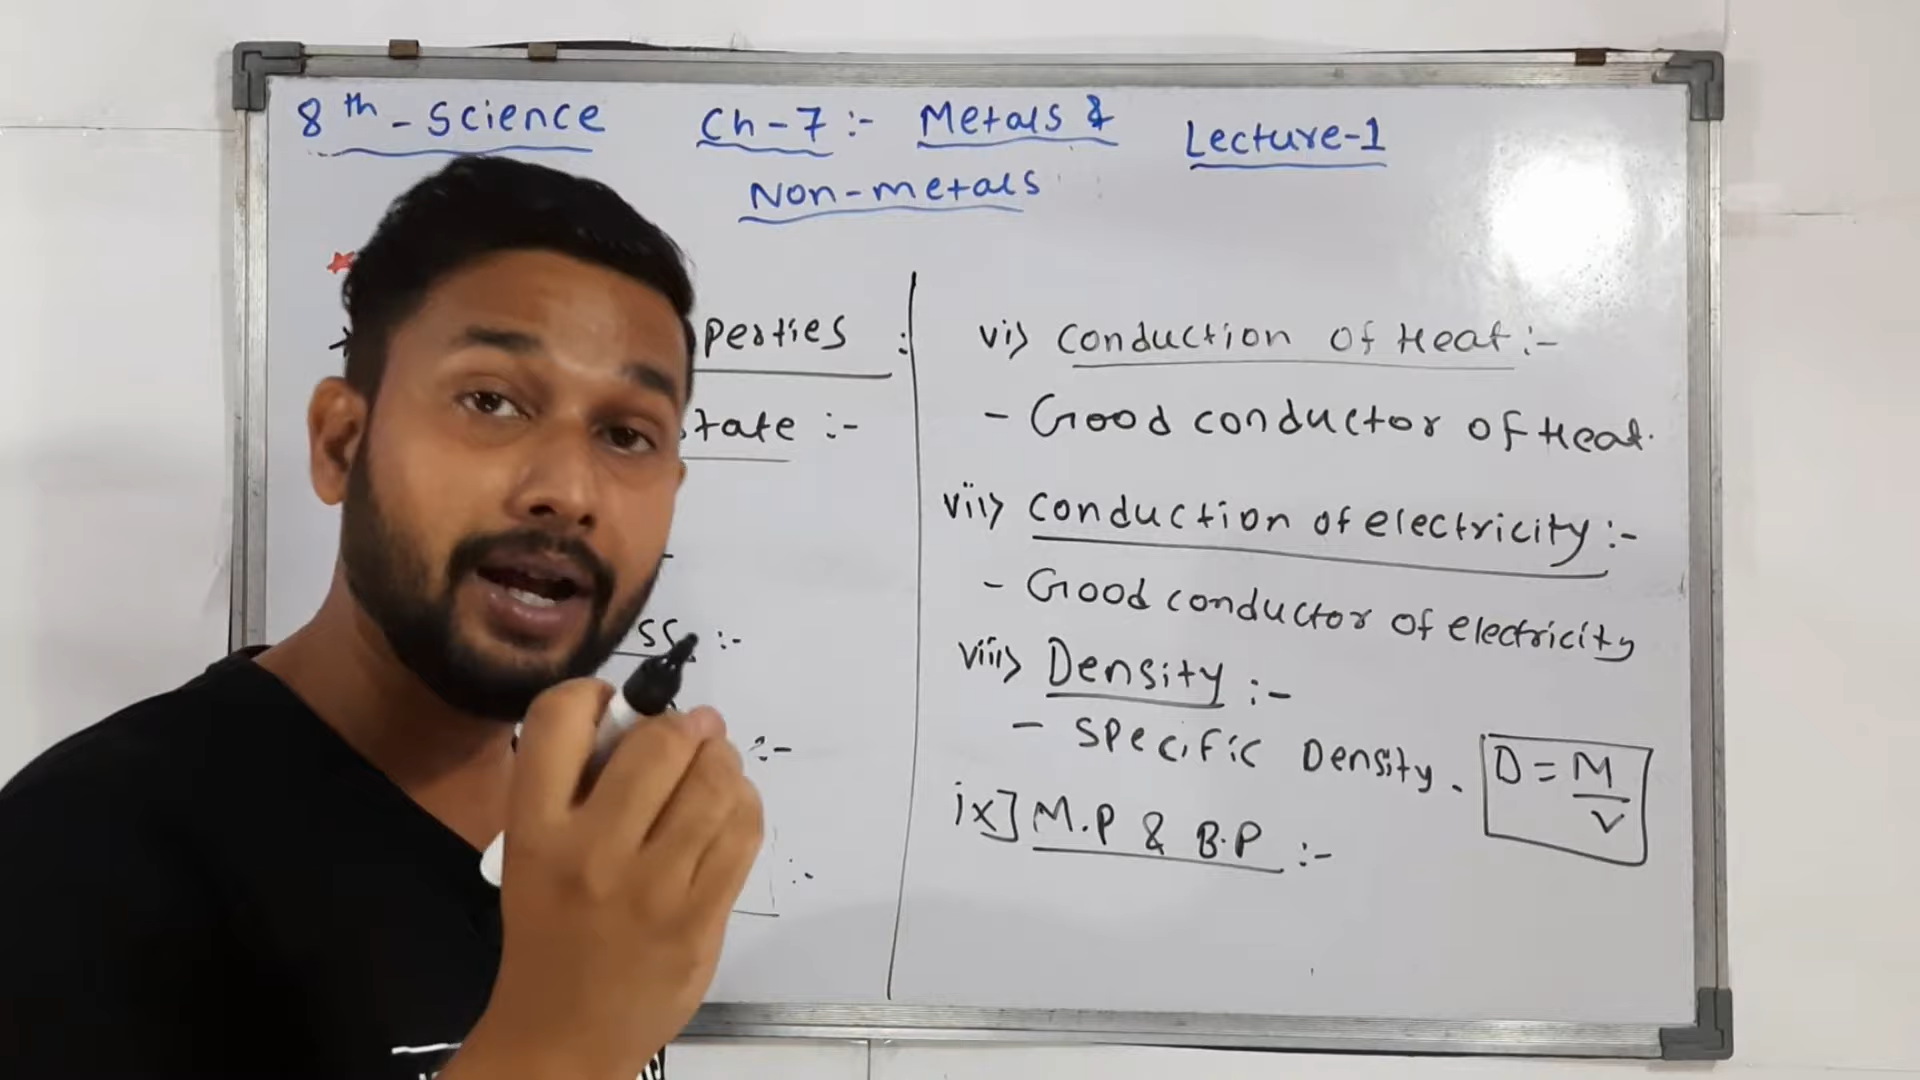 8th - Science
Ch-7 :- Metals &
Non-metals
Lecture-1
perties :
tate :-
ss :-
:-
vi) Conduction of Heat :-
- Good conductor of Heat.
vii) Conduction of electricity :-
- Good conductor of electricity
viii) Density :-
- Specific Density.
D = M/V
ix] M.P & B.P :-